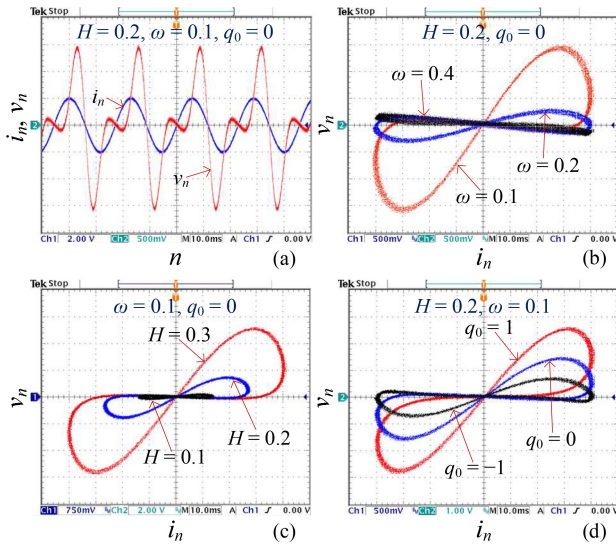 Tek Stop
H = 0.2, ω = 0.1, q₀ = 0
iₙ, vₙ
iₙ
vₙ
2
Ch1 2.00 V Ch2 500mV M 10.0ms A Ch1 ∫ 0.00 V
n (a)
Tek Stop
H = 0.2, q₀ = 0
vₙ
ω = 0.4
ω = 0.2
ω = 0.1
2
Ch1 500mV Ch2 500mV M 10.0ms A Ch1 ∫ 0.00 V
iₙ (b)
Tek Stop
ω = 0.1, q₀ = 0
H = 0.3
vₙ
1
H = 0.1
H = 0.2
Ch1 750mV Ch2 2.00 V M 10.0ms A Ch1 ∫ 0.00 V
iₙ (c)
Tek Stop
H = 0.2, ω = 0.1
q₀ = 1
vₙ
2
q₀ = 0
q₀ = −1
Ch1 500mV Ch2 1.00 V M 10.0ms A Ch1 ∫ 0.00 V
iₙ (d)